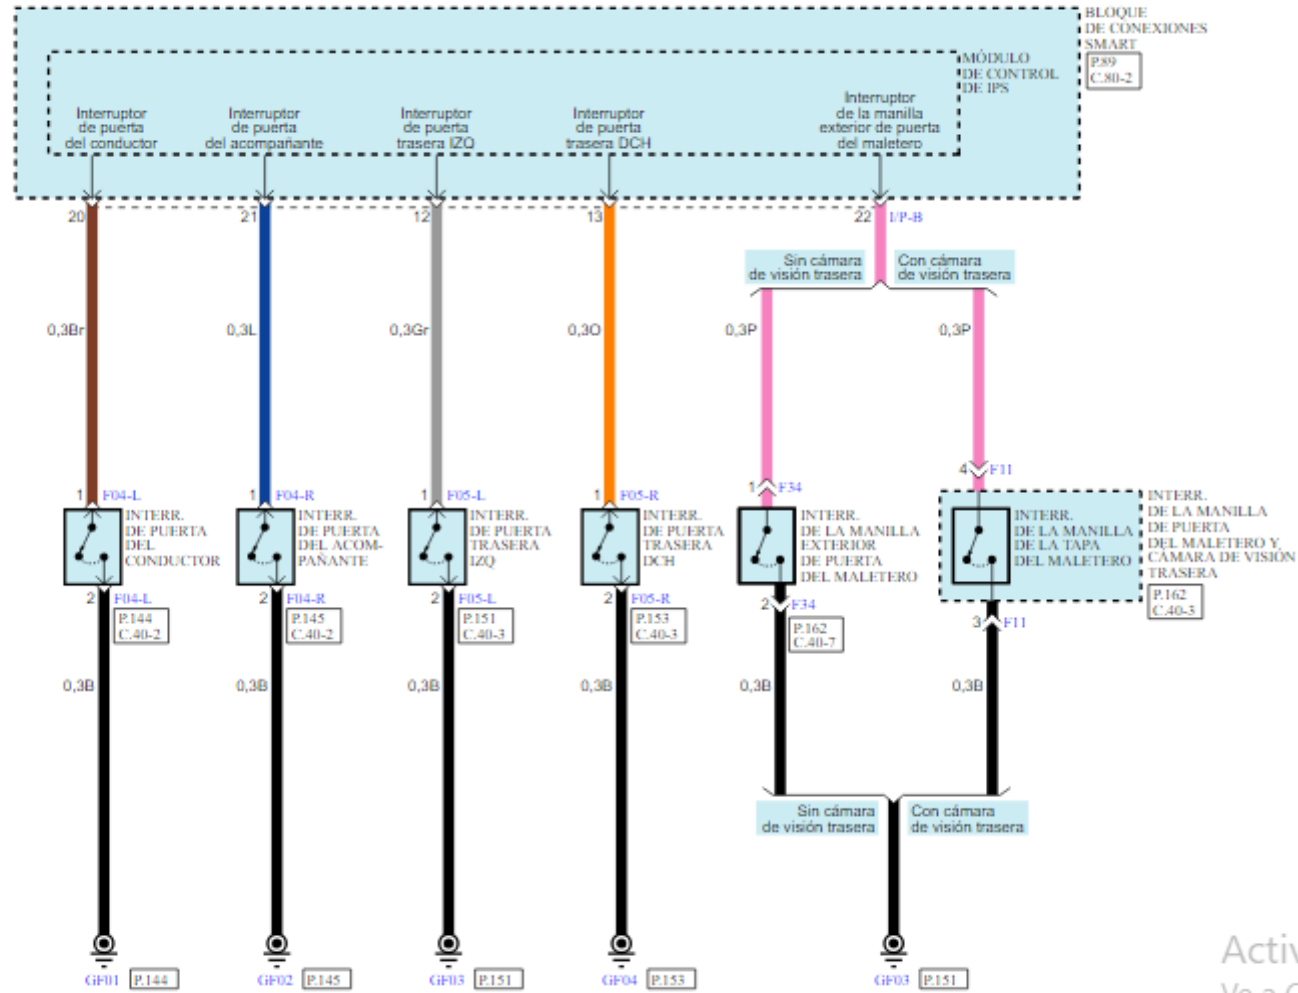 BLOQUE
DE CONEXIONES
SMART
P.89
C.80-2
MÓDULO
DE CONTROL
DE IPS
Interruptor
de puerta
del conductor
Interruptor
de puerta
del acompañante
Interruptor
de puerta
trasera IZQ
Interruptor
de puerta
trasera DCH
Interruptor
de la manilla
exterior de puerta
del maletero
20
21
12
13
22
I/P-B
Sin cámara
de visión trasera
Con cámara
de visión trasera
0,3Br
0,3L
0,3Gr
0,3O
0,3P
0,3P
1 F04-L
1 F04-R
1 F05-L
1 F05-R
1 F34
4 F11
INTERR.
DE PUERTA
DEL
CONDUCTOR
INTERR.
DE PUERTA
DEL ACOM-
PAÑANTE
INTERR.
DE PUERTA
TRASERA
IZQ
INTERR.
DE PUERTA
TRASERA
DCH
INTERR.
DE LA MANILLA
EXTERIOR
DE PUERTA
DEL MALETERO
INTERR.
DE LA MANILLA
DE LA TAPA
DEL MALETERO
INTERR.
DE LA MANILLA
DE PUERTA
DEL MALETERO Y
CÁMARA DE VISIÓN
TRASERA
P.162
C.40-3
2 F04-L
P.144
C.40-2
2 F04-R
P.145
C.40-2
2 F05-L
P.151
C.40-3
2 F05-R
P.153
C.40-3
2 F34
P.162
C.40-7
3 F11
0,3B
0,3B
0,3B
0,3B
0,3B
0,3B
Sin cámara
de visión trasera
Con cámara
de visión trasera
GF01 P.144
GF02 P.145
GF03 P.151
GF04 P.153
GF03 P.151
Activ